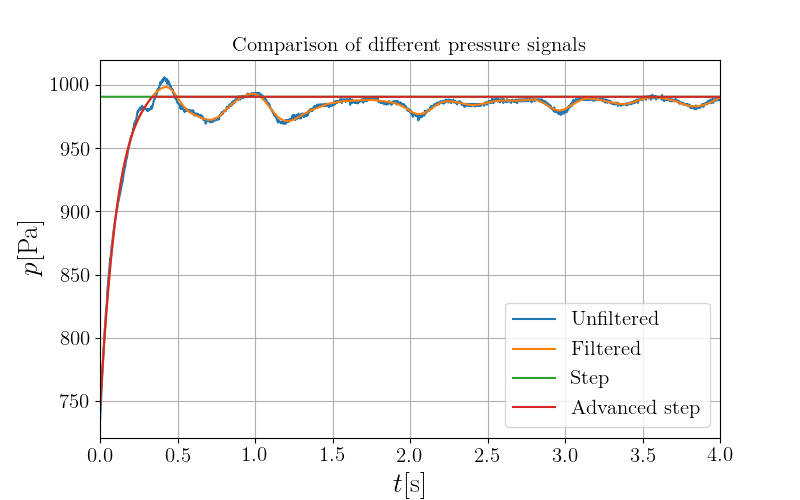 Comparison of different pressure signals
p[Pa]
1000
950
900
850
800
750
0.0 0.5 1.0 1.5 2.0 2.5 3.0 3.5 4.0
t[s]
Unfiltered
Filtered
Step
Advanced step